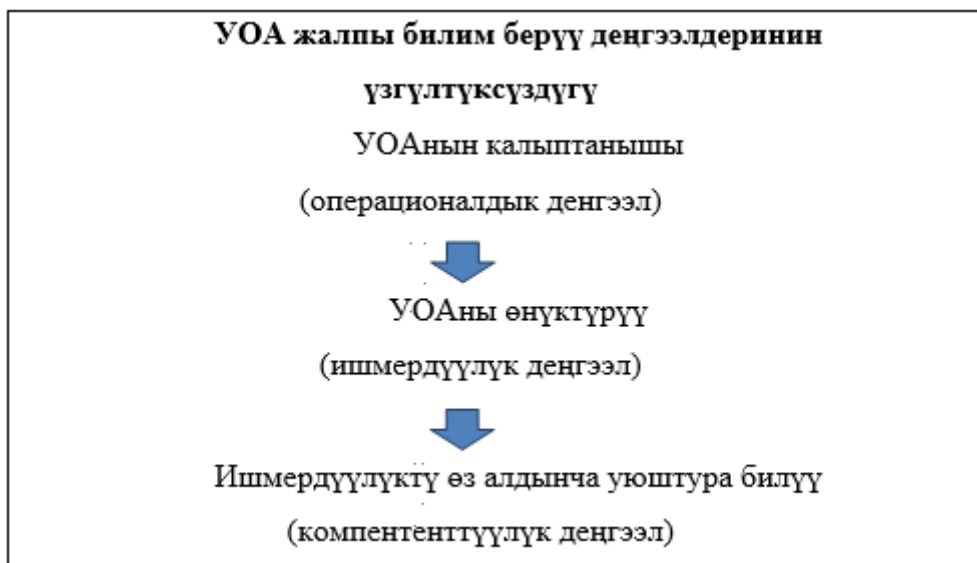 УОА жалпы билим берүү деңгээлдеринин
үзгүлтүксүздүгү
УОАнын калыптанышы
(операционалдык денгээл)
УОАны өнүктүрүү
(ишмердүүлүк деңгээл)
Ишмердүүлүктү өз алдынча уюштура билүү
(компентенттүүлүк деңгээл)